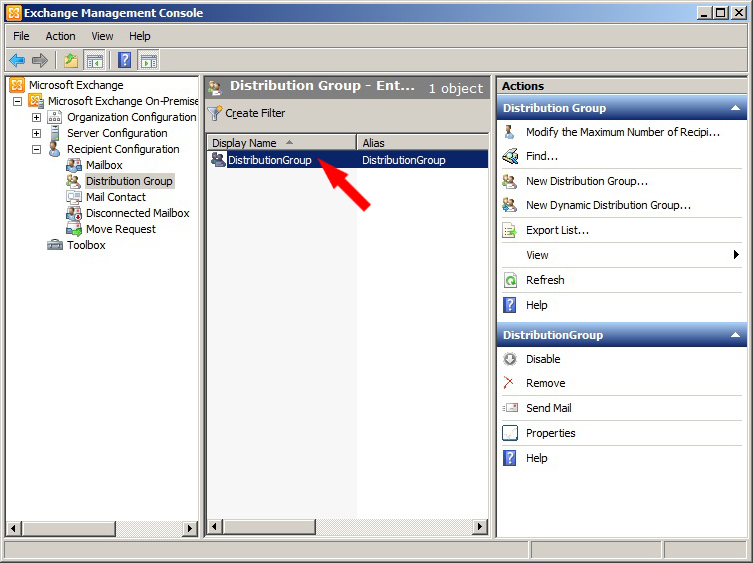 Exchange Management Console
File Action View Help
Microsoft Exchange
Microsoft Exchange On-Premise
Organization Configuration
Server Configuration
Recipient Configuration
Mailbox
Distribution Group
Mail Contact
Disconnected Mailbox
Move Request
Toolbox
Distribution Group - Ent... 1 object
Create Filter
Display Name Alias
DistributionGroup DistributionGroup
Actions
Distribution Group
Modify the Maximum Number of Recipi...
Find...
New Distribution Group...
New Dynamic Distribution Group...
Export List...
View
Refresh
Help
DistributionGroup
Disable
Remove
Send Mail
Properties
Help